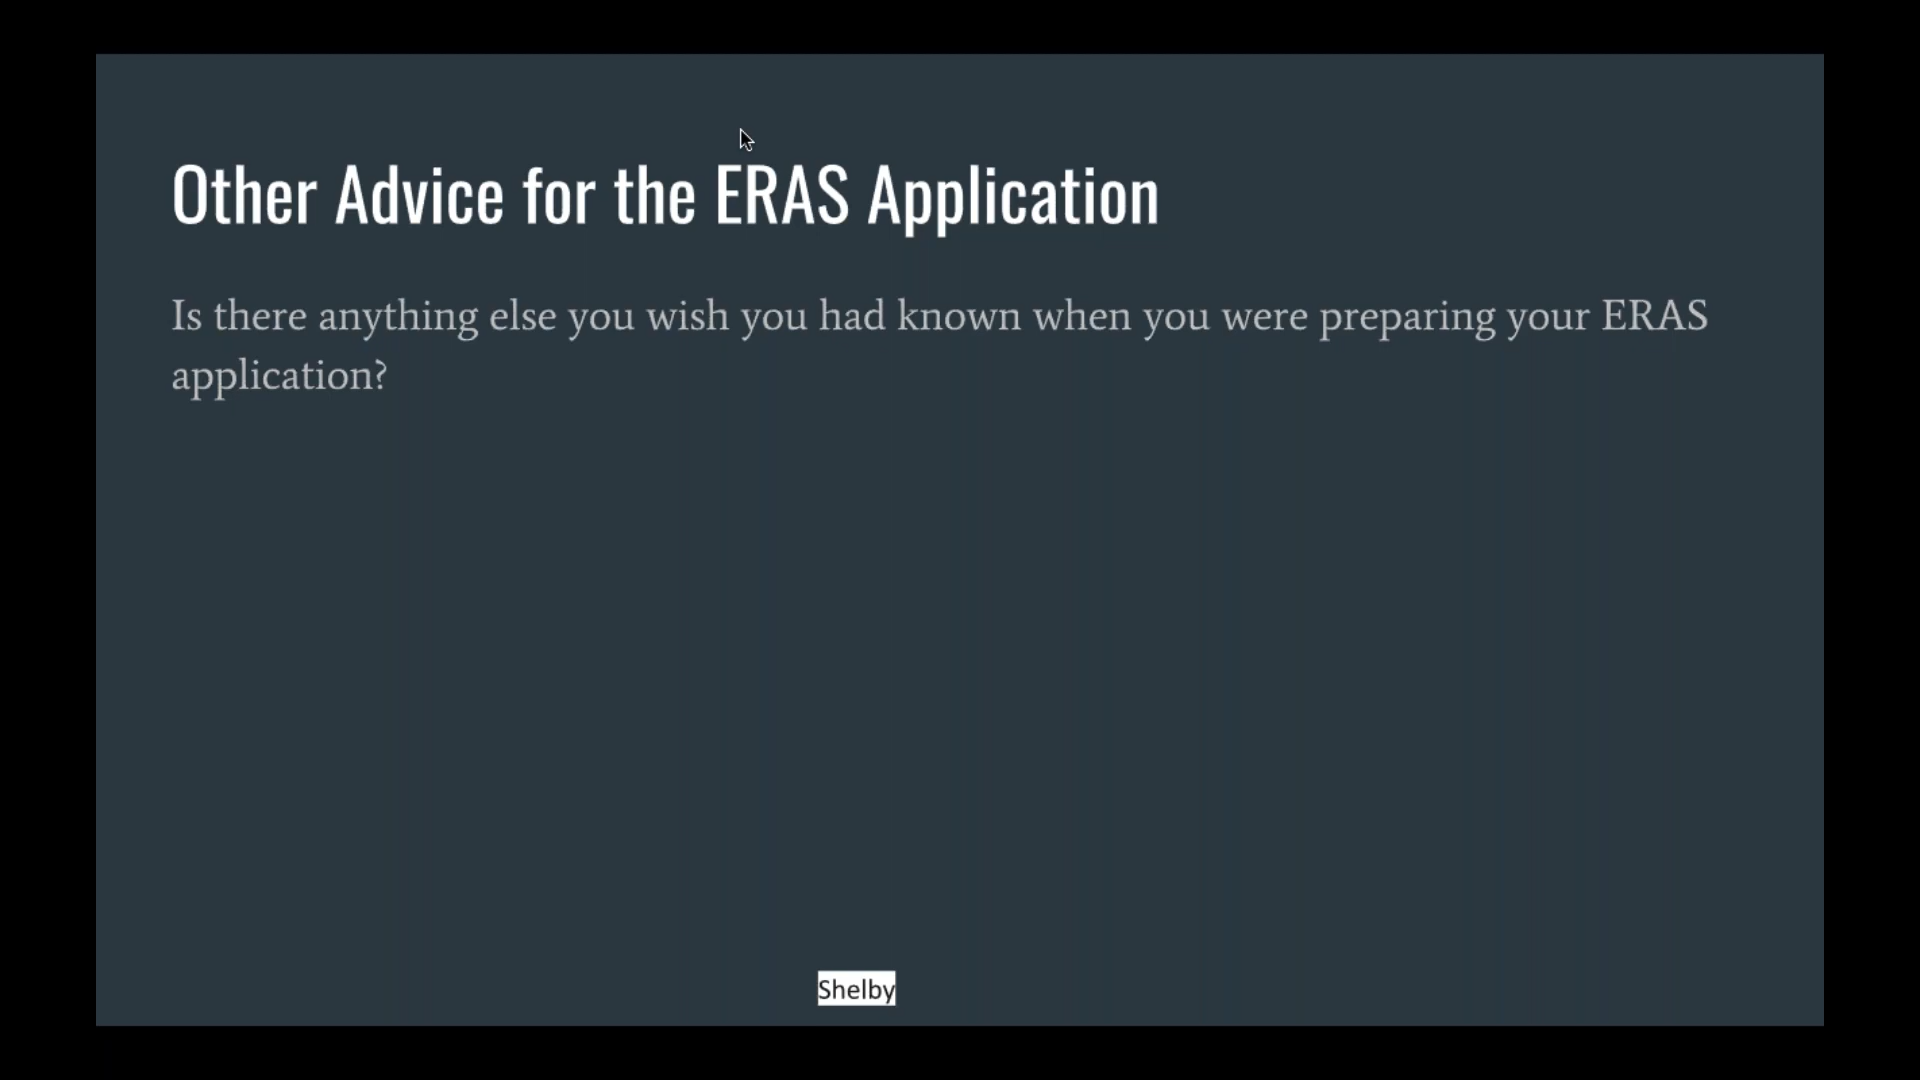 Other Advice for the ERAS Application
Is there anything else you wish you had known when you were preparing your ERAS
application?
Shelby